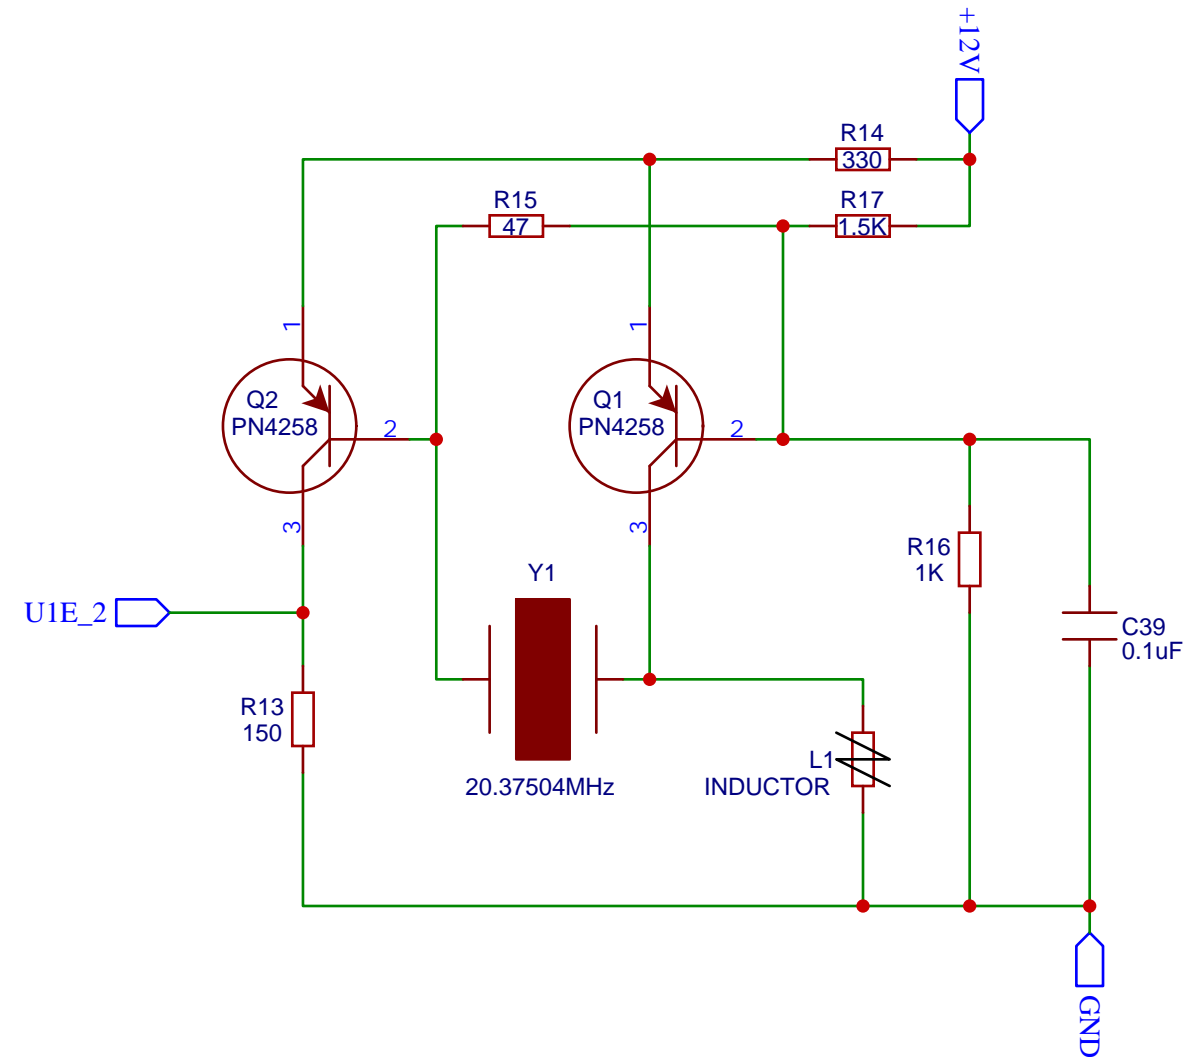 +12V
R14
330
R15
47
R17
1.5K
1
1
Q2
PN4258
2
Q1
PN4258
2
3
3
R16
1K
Y1
U1E_2
C39
0.1uF
R13
150
L1
INDUCTOR
20.37504MHz
GND